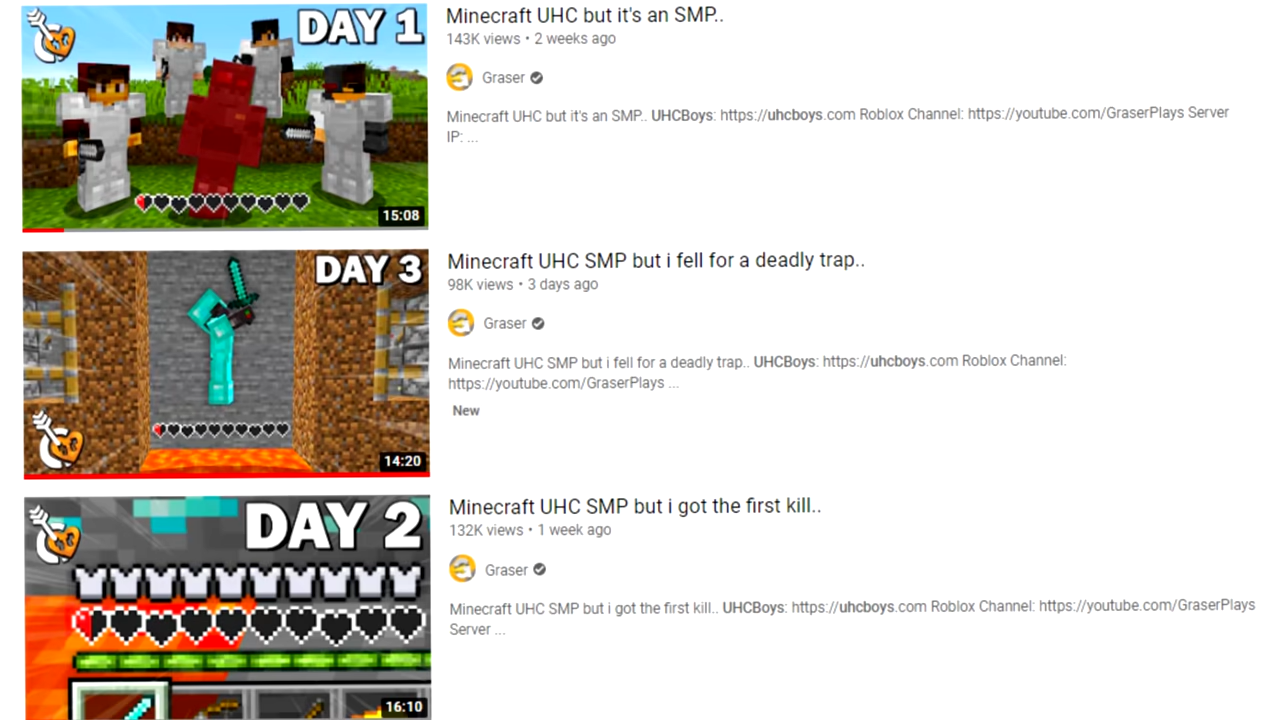 DAY 1
15:08
Minecraft UHC but it's an SMP..
143K views • 2 weeks ago
Graser
Minecraft UHC but it's an SMP.. UHCBoys: https://uhcboys.com Roblox Channel: https://youtube.com/GraserPlays Server
IP: ...
DAY 3
14:20
Minecraft UHC SMP but i fell for a deadly trap..
98K views • 3 days ago
Graser
Minecraft UHC SMP but i fell for a deadly trap.. UHCBoys: https://uhcboys.com Roblox Channel:
https://youtube.com/GraserPlays ...
New
DAY 2
16:10
Minecraft UHC SMP but i got the first kill..
132K views • 1 week ago
Graser
Minecraft UHC SMP but i got the first kill.. UHCBoys: https://uhcboys.com Roblox Channel: https://youtube.com/GraserPlays
Server ...